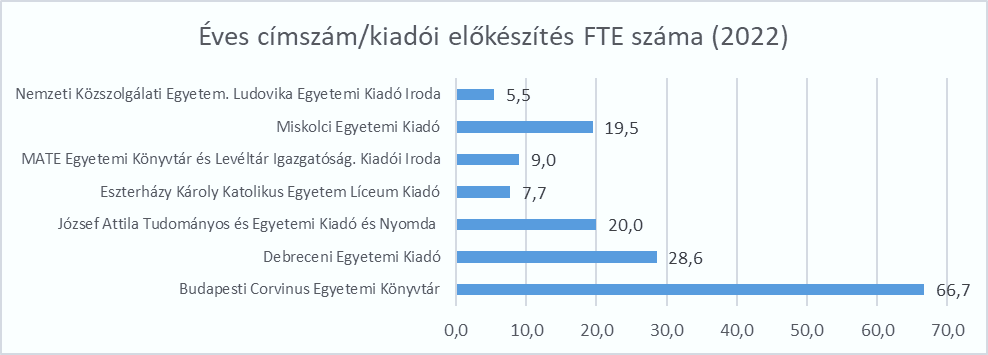 Éves címszám/kiadói előkészítés FTE száma (2022)
Nemzeti Közszolgálati Egyetem. Ludovika Egyetemi Kiadó Iroda 5,5
Miskolci Egyetemi Kiadó 19,5
MATE Egyetemi Könyvtár és Levéltár Igazgatóság. Kiadói Iroda 9,0
Eszterházy Károly Katolikus Egyetem Líceum Kiadó 7,7
József Attila Tudományos és Egyetemi Kiadó és Nyomda 20,0
Debreceni Egyetemi Kiadó 28,6
Budapesti Corvinus Egyetemi Könyvtár 66,7
0,0 10,0 20,0 30,0 40,0 50,0 60,0 70,0